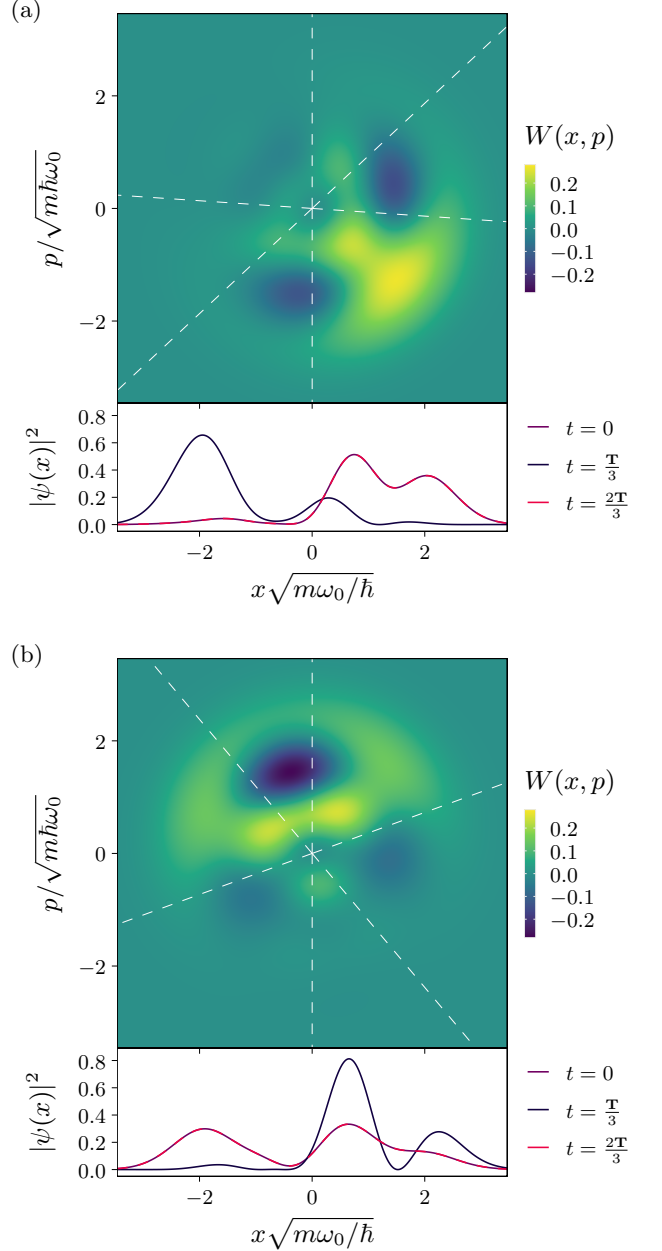 (a)
2
0
−2
p/√mħω₀
W(x, p)
0.2
0.1
0.0
−0.1
−0.2
0.8
0.6
0.4
0.2
0.0
|ψ(x)|²
−2
0
2
x√mω₀/ħ
t = 0
t = T/3
t = 2T/3
(b)
2
0
−2
p/√mħω₀
W(x, p)
0.2
0.1
0.0
−0.1
−0.2
0.8
0.6
0.4
0.2
0.0
|ψ(x)|²
−2
0
2
x√mω₀/ħ
t = 0
t = T/3
t = 2T/3